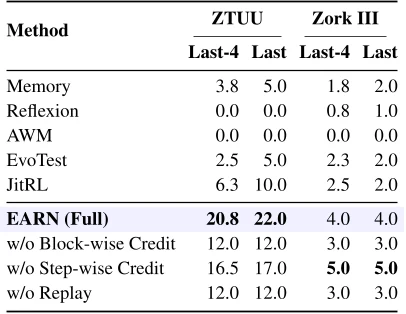 Method ZTUU Zork III
Last-4 Last Last-4 Last
Memory 3.8 5.0 1.8 2.0
Reflexion 0.0 0.0 0.8 1.0
AWM 0.0 0.0 0.0 0.0
EvoTest 2.5 5.0 2.3 2.0
JitRL 6.3 10.0 2.5 2.0
EARN (Full) 20.8 22.0 4.0 4.0
w/o Block-wise Credit 12.0 12.0 3.0 3.0
w/o Step-wise Credit 16.5 17.0 5.0 5.0
w/o Replay 12.0 12.0 3.0 3.0